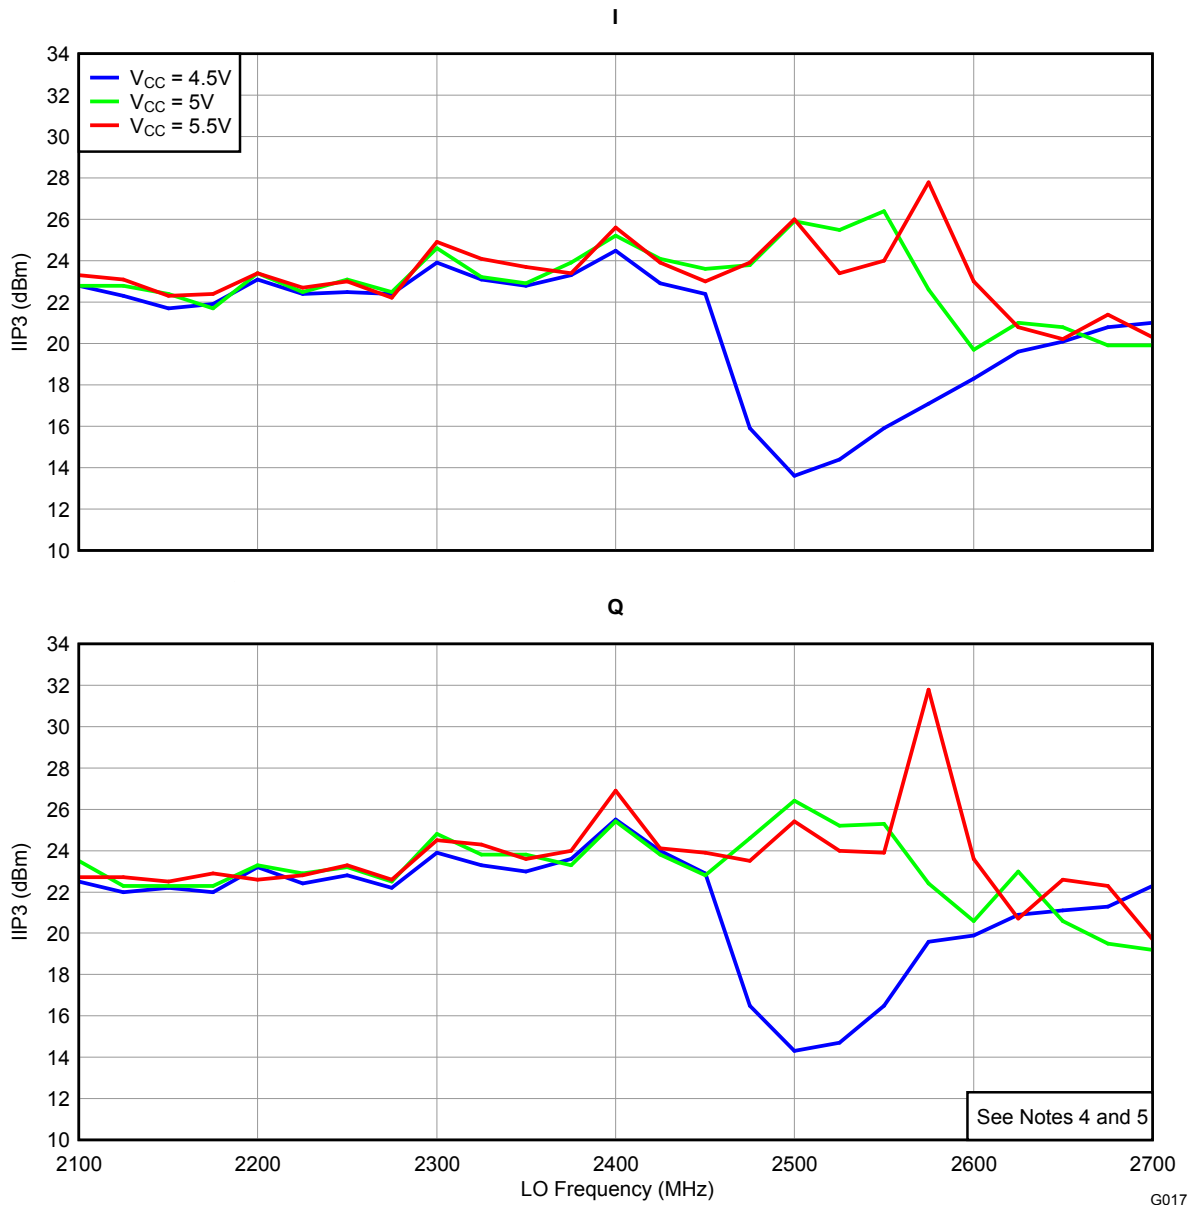 I
34
32
30
28
26
24
22
20
18
16
14
12
10
IIP3 (dBm)
VCC = 4.5V
VCC = 5V
VCC = 5.5V
Q
34
32
30
28
26
24
22
20
18
16
14
12
10
IIP3 (dBm)
See Notes 4 and 5
2100 2200 2300 2400 2500 2600 2700
LO Frequency (MHz)
G017